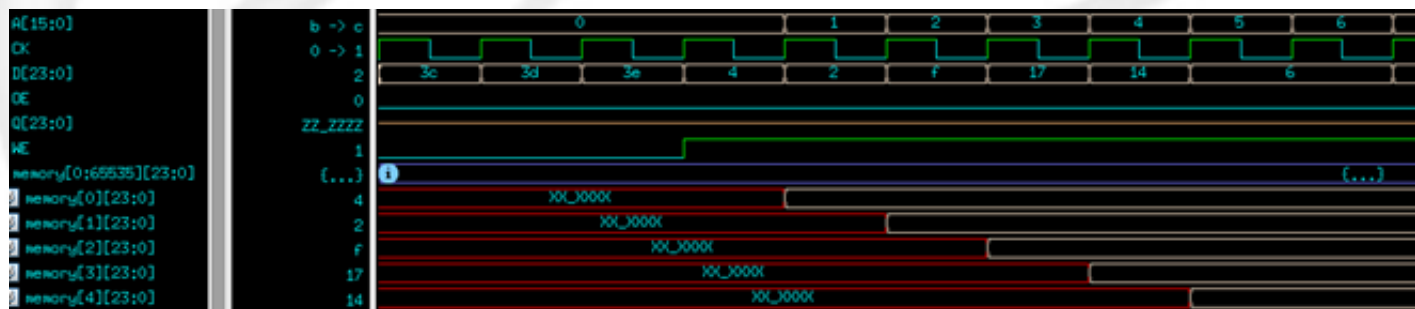 A[15:0] b -> c 0 1 2 3 4 5 6
CK 0 -> 1
D[23:0] 2 3c 3d 3e 4 2 f 17 14 6
OE 0
Q[23:0] ZZ_ZZZZ
WE 1
memory[0:65535][23:0] {...} i {...}
memory[0][23:0] 4 XX_XXXX
memory[1][23:0] 2 XX_XXXX
memory[2][23:0] f XX_XXXX
memory[3][23:0] 17 XX_XXXX
memory[4][23:0] 14 XX_XXXX